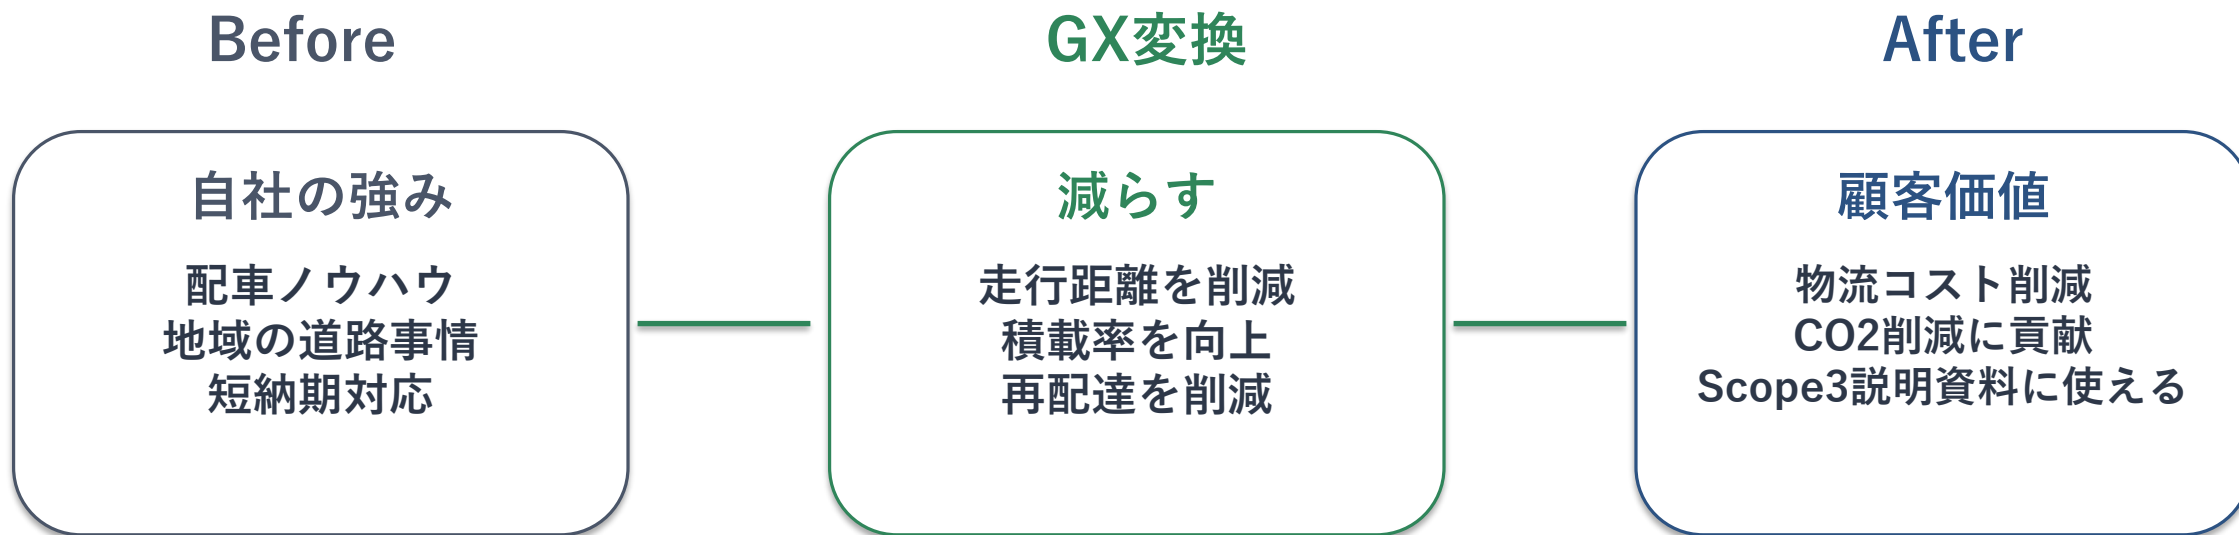 Before
GX変換
After
自社の強み
配車ノウハウ
地域の道路事情
短納期対応
減らす
走行距離を削減
積載率を向上
再配達を削減
顧客価値
物流コスト削減
CO2削減に貢献
Scope3説明資料に使える